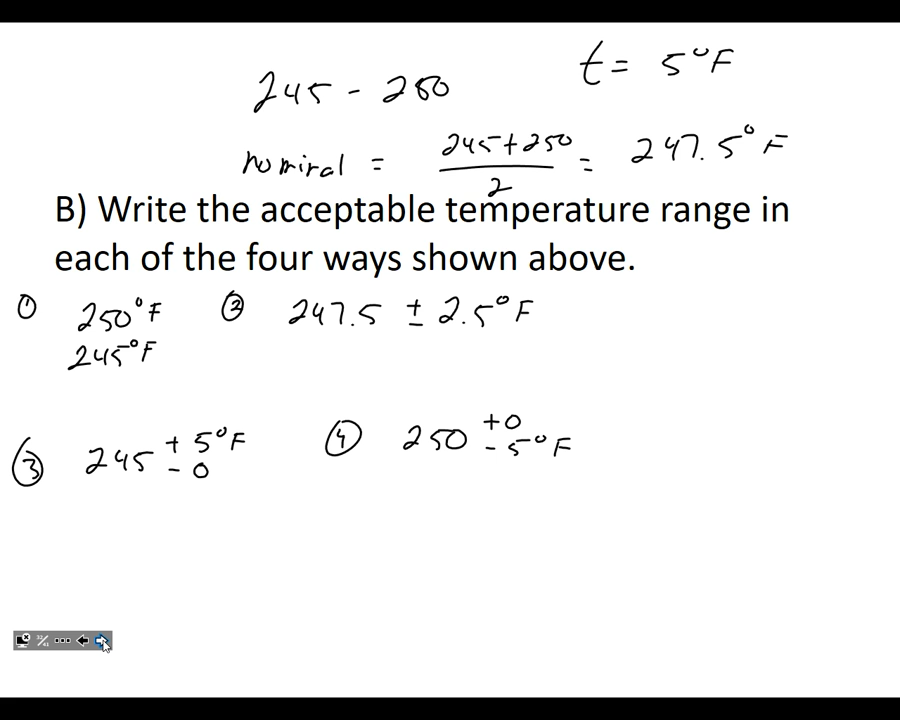 245 - 250 t = 5°F
nominal = 245+250 / 2 = 247.5°F
B) Write the acceptable temperature range in
each of the four ways shown above.
① 250°F ② 247.5 ± 2.5°F
245°F
③ 245 + 5°F - 0 ④ 250 +0 - 5°F
32/43